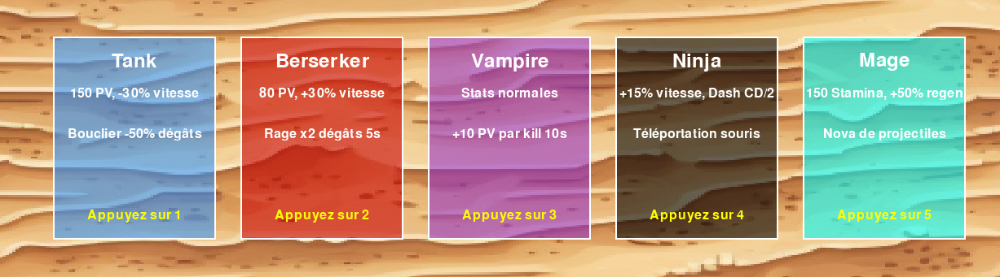 Tank
150 PV, -30% vitesse
Bouclier -50% dégâts
Appuyez sur 1
Berserker
80 PV, +30% vitesse
Rage x2 dégâts 5s
Appuyez sur 2
Vampire
Stats normales
+10 PV par kill 10s
Appuyez sur 3
Ninja
+15% vitesse, Dash CD/2
Téléportation souris
Appuyez sur 4
Mage
150 Stamina, +50% regen
Nova de projectiles
Appuyez sur 5